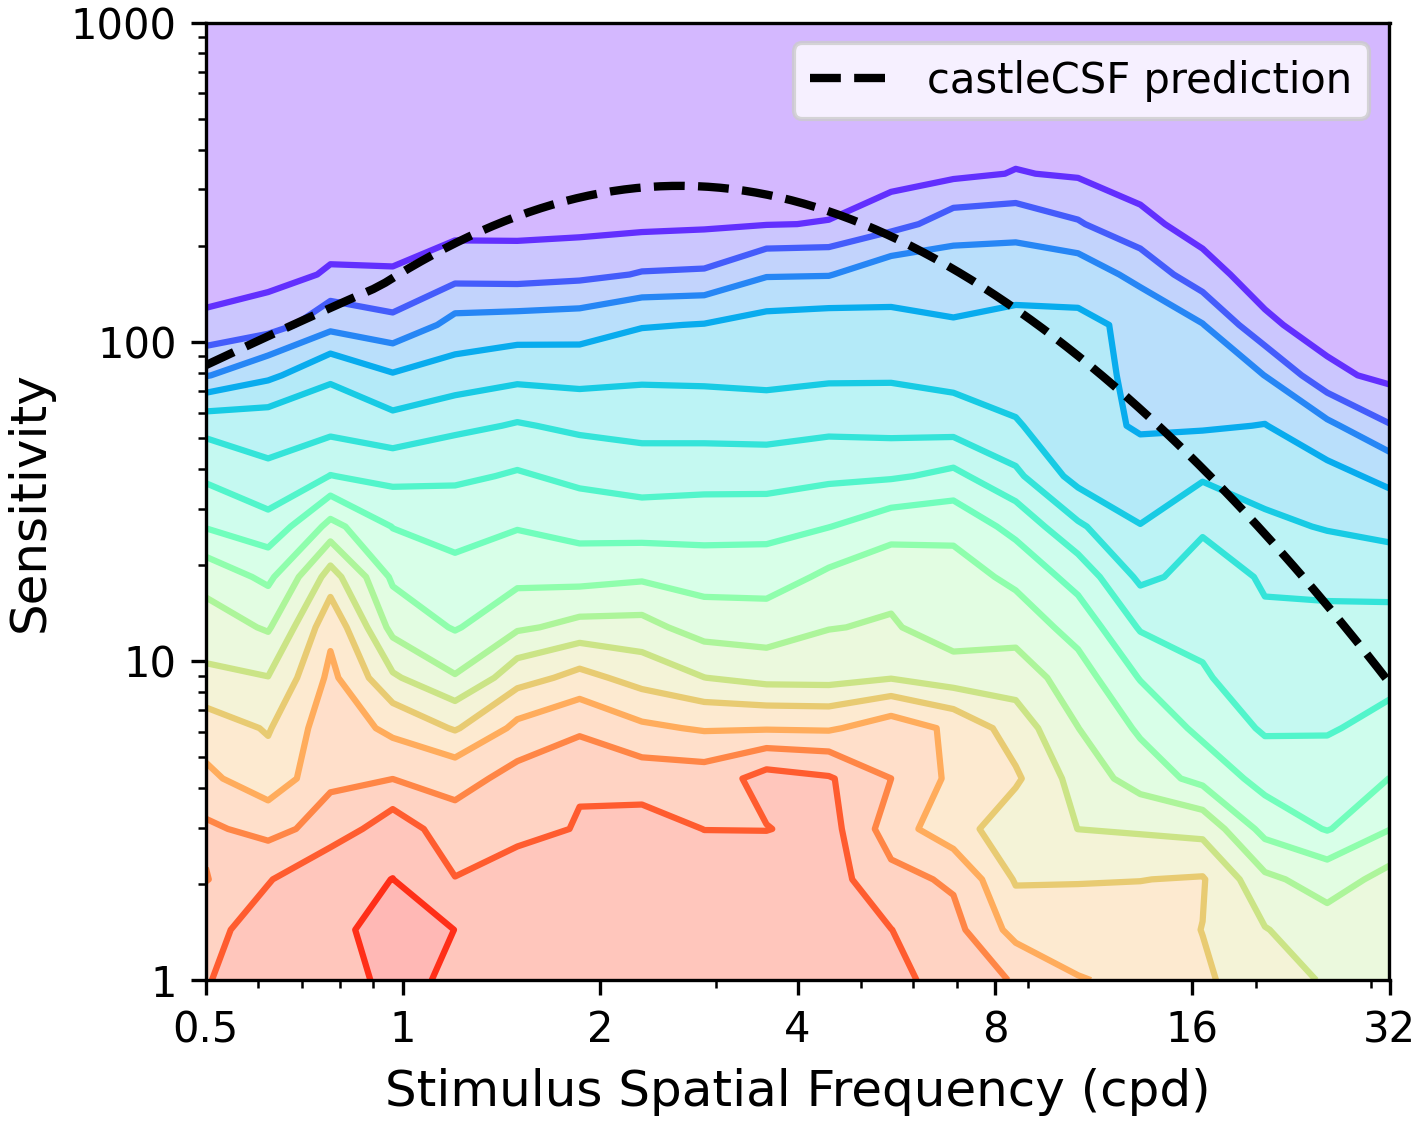 1000
castleCSF prediction
100
Sensitivity
10
1
0.5 1 2 4 8 16 32
Stimulus Spatial Frequency (cpd)